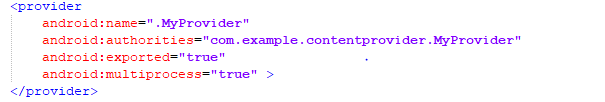 <provider
android:name=".MyProvider"
android:authorities="com.example.contentprovider.MyProvider"
android:exported="true"
android:multiprocess="true" >
</provider>